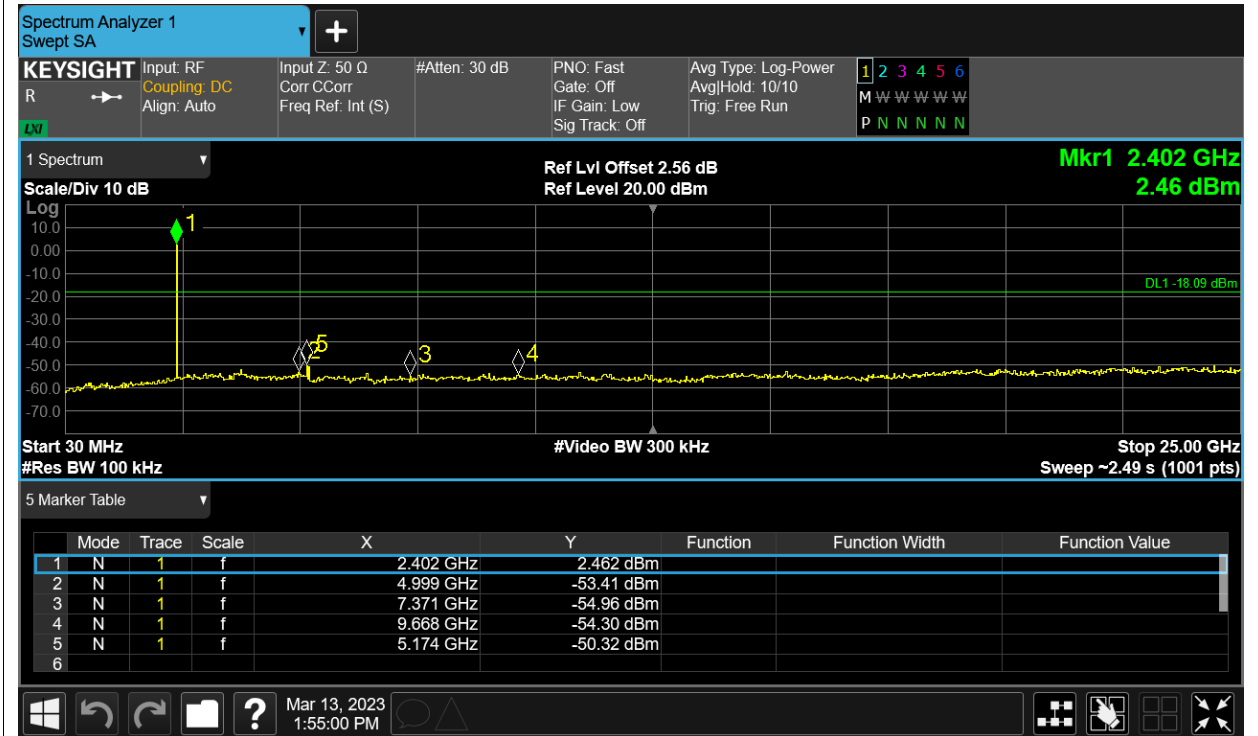 Spectrum Analyzer 1
Swept SA
KEYSIGHT
R
LXI
Input: RF
Coupling: DC
Align: Auto
Input Z: 50 Ω
Corr CCorr
Freq Ref: Int (S)
#Atten: 30 dB
PNO: Fast
Gate: Off
IF Gain: Low
Sig Track: Off
Avg Type: Log-Power
Avg|Hold: 10/10
Trig: Free Run
1 2 3 4 5 6
M W W W W W W
P N N N N N N
1 Spectrum
Scale/Div 10 dB
Ref Lvl Offset 2.56 dB
Ref Level 20.00 dBm
Mkr1 2.402 GHz
2.46 dBm
Log
10.0
0.00
-10.0
-20.0
-30.0
-40.0
-50.0
-60.0
-70.0
1
DL1 -18.09 dBm
2
5
3
4
Start 30 MHz
#Res BW 100 kHz
#Video BW 300 kHz
Stop 25.00 GHz
Sweep ~2.49 s (1001 pts)
5 Marker Table
Mode Trace Scale X Y Function Function Width Function Value
1 N 1 f 2.402 GHz 2.462 dBm
2 N 1 f 4.999 GHz -53.41 dBm
3 N 1 f 7.371 GHz -54.96 dBm
4 N 1 f 9.668 GHz -54.30 dBm
5 N 1 f 5.174 GHz -50.32 dBm
6
?
Mar 13, 2023
1:55:00 PM